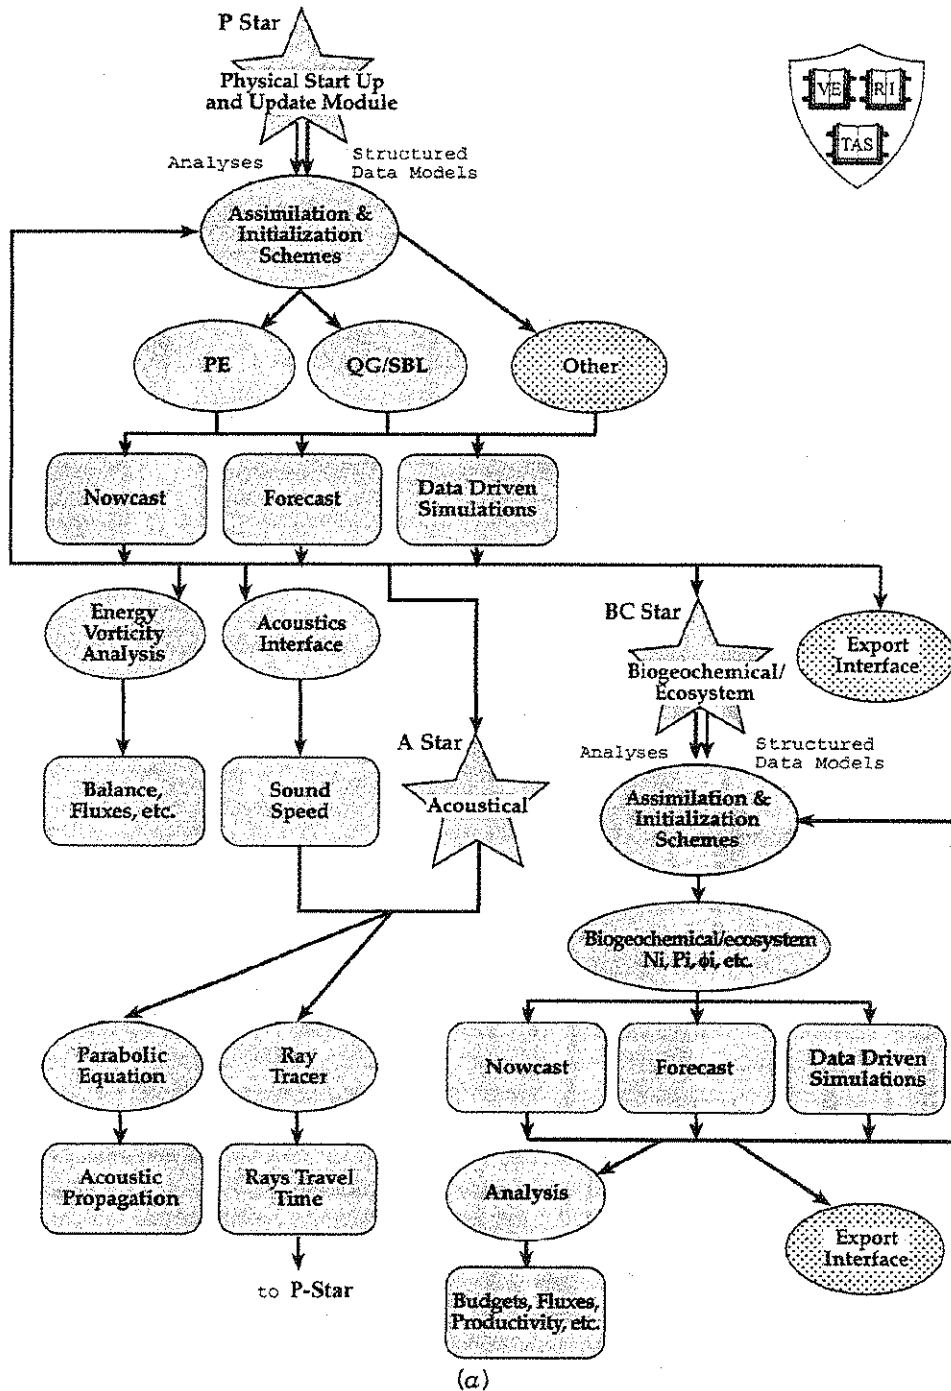 P Star
Physical Start Up
and Update Module
VE RI
TAS
Analyses
Structured
Data Models
Assimilation &
Initialization
Schemes
PE
QG/SBL
Other
Nowcast
Forecast
Data Driven
Simulations
Energy
Vorticity
Analysis
Acoustics
Interface
BC Star
Biogeochemical/
Ecosystem
Export
Interface
Analyses
Structured
Data Models
Balance,
Fluxes, etc.
Sound
Speed
A Star
Acoustical
Assimilation &
Initialization
Schemes
Biogeochemical/ecosystem
Ni, Pi, ϕi, etc.
Parabolic
Equation
Ray
Tracer
Nowcast
Forecast
Data Driven
Simulations
Acoustic
Propagation
Rays Travel
Time
Analysis
Export
Interface
to P-Star
Budgets, Fluxes,
Productivity, etc.
(a)